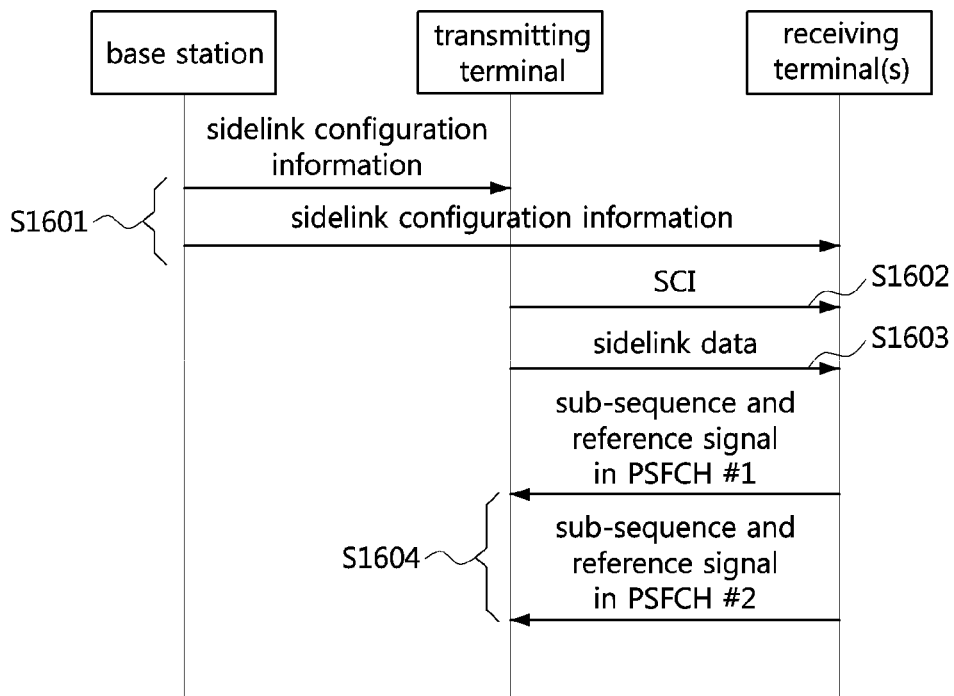 base station
transmitting
terminal
receiving
terminal(s)
sidelink configuration
information
S1601
sidelink configuration information
SCI
S1602
sidelink data
S1603
sub-sequence and
reference signal
in PSFCH #1
S1604
sub-sequence and
reference signal
in PSFCH #2